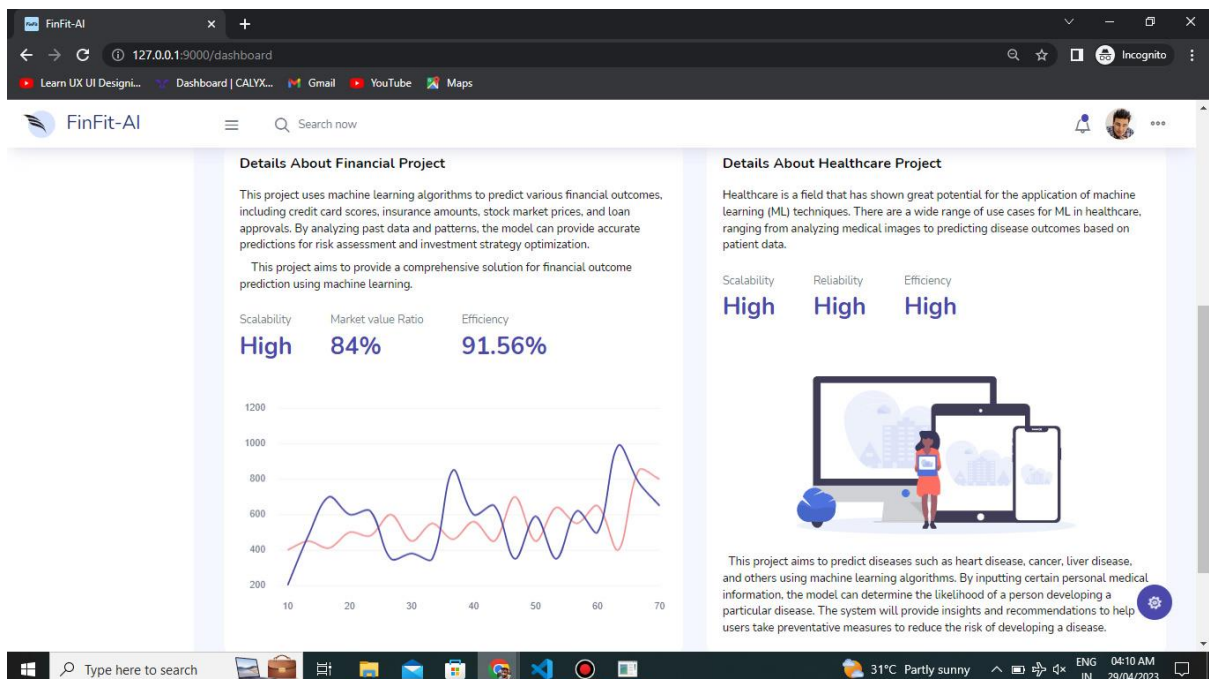 FinFit-AI
127.0.0.1:9000/dashboard
Incognito
Learn UX UI Designi...
Dashboard | CALYX...
Gmail
YouTube
Maps
FinFit-AI
Search now
Details About Financial Project
This project uses machine learning algorithms to predict various financial outcomes,
including credit card scores, insurance amounts, stock market prices, and loan
approvals. By analyzing past data and patterns, the model can provide accurate
predictions for risk assessment and investment strategy optimization.
This project aims to provide a comprehensive solution for financial outcome
prediction using machine learning.
Scalability Market value Ratio Efficiency
High 84% 91.56%
1200
1000
800
600
400
200
10 20 30 40 50 60 70
Details About Healthcare Project
Healthcare is a field that has shown great potential for the application of machine
learning (ML) techniques. There are a wide range of use cases for ML in healthcare,
ranging from analyzing medical images to predicting disease outcomes based on
patient data.
Scalability Reliability Efficiency
High High High
This project aims to predict diseases such as heart disease, cancer, liver disease,
and others using machine learning algorithms. By inputting certain personal medical
information, the model can determine the likelihood of a person developing a
particular disease. The system will provide insights and recommendations to help
users take preventative measures to reduce the risk of developing a disease.
Type here to search
31°C Partly sunny
ENG
IN
04:10 AM
29/04/2023